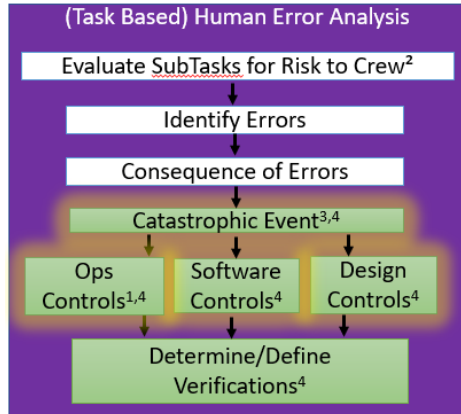 (Task Based) Human Error Analysis
Evaluate SubTasks for Risk to Crew²
Identify Errors
Consequence of Errors
Catastrophic Event³,⁴
Ops
Controls¹,⁴
Software
Controls⁴
Design
Controls⁴
Determine/Define
Verifications⁴